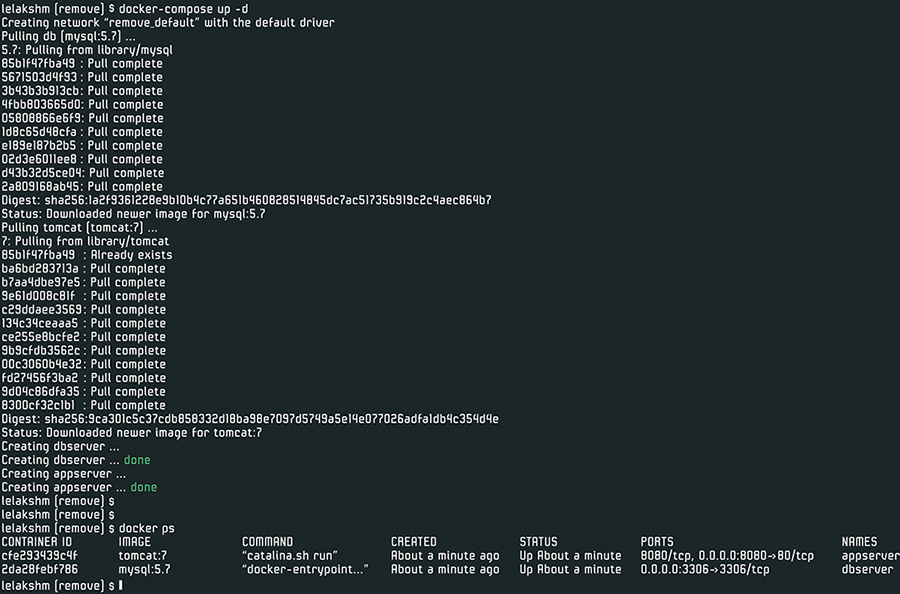 lelakshm [remove] $ docker-compose up -d
Creating network “remove_default” with the default driver
Pulling db [mysql:5.7] ...
5.7: Pulling from library/mysql
85b1f47fba49 : Pull complete
5671503d4f93 : Pull complete
3b43b3b913cb: Pull complete
4fbb803665d0: Pull complete
05808866e6f9: Pull complete
1d8c65d48cfa : Pull complete
e189e187b2b5 : Pull complete
02d3e6011ee8 : Pull complete
d43b32d5ce04: Pull complete
2a809168ab45: Pull complete
Digest: sha256:1a2f9361228e9b10b4c77a651b460828514845dc7ac51735b919c2c4aec864b7
Status: Downloaded newer image for mysql:5.7
Pulling tomcat [tomcat:7] ...
7: Pulling from library/tomcat
85b1f47fba49 : Already exists
ba6bd283713a : Pull complete
b7aa4dbe97e5 : Pull complete
9e61d008c81f : Pull complete
c29ddaee3569: Pull complete
134c34ceaaa5 : Pull complete
ce255e8bcfe2 : Pull complete
9b9cfdb3562c : Pull complete
00c3060b4e32: Pull complete
fd27456f3ba2 : Pull complete
9d04c86dfa35 : Pull complete
8300cf32c1b1 : Pull complete
Digest: sha256:9ca301c5c37cdb858332d18ba98e7097d5749a5e14e077026adfa1db4c354d4e
Status: Downloaded newer image for tomcat:7
Creating dbserver ...
Creating dbserver ... done
Creating appserver ...
Creating appserver ... done
lelakshm [remove] $
lelakshm [remove] $
lelakshm [remove] $ docker ps
CONTAINER ID IMAGE COMMAND CREATED STATUS PORTS NAMES
cfe293439c4f tomcat:7 “catalina.sh run” About a minute ago Up About a minute 8080/tcp, 0.0.0.0:8080->80/tcp appserver
2da28febf786 mysql:5.7 “docker-entrypoint...” About a minute ago Up About a minute 0.0.0.0:3306->3306/tcp dbserver
lelakshm [remove] $